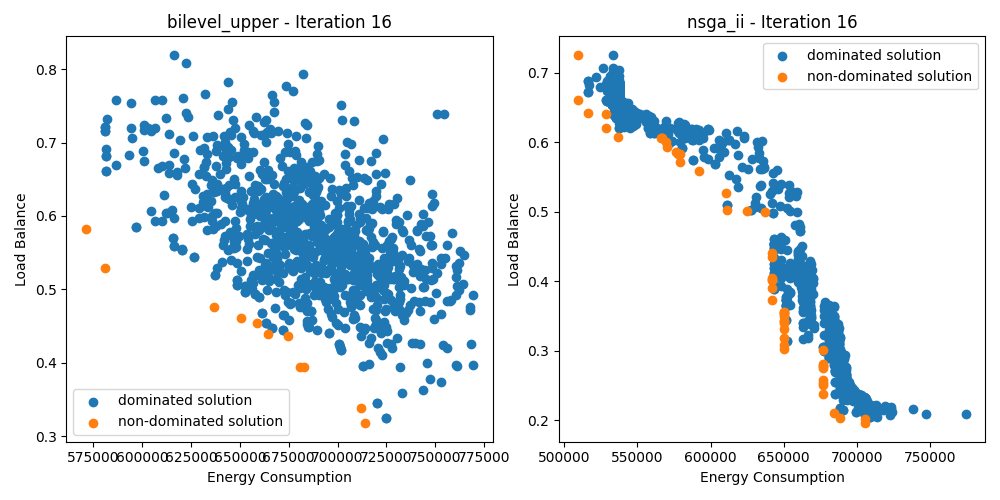 bilevel_upper - Iteration 16
0.8
0.7
0.6
0.5
0.4
0.3
Load Balance
dominated solution
non-dominated solution
575000 600000 625000 650000 675000 700000 725000 750000 775000
Energy Consumption
nsga_ii - Iteration 16
dominated solution
non-dominated solution
0.7
0.6
0.5
0.4
0.3
0.2
Load Balance
500000 550000 600000 650000 700000 750000
Energy Consumption